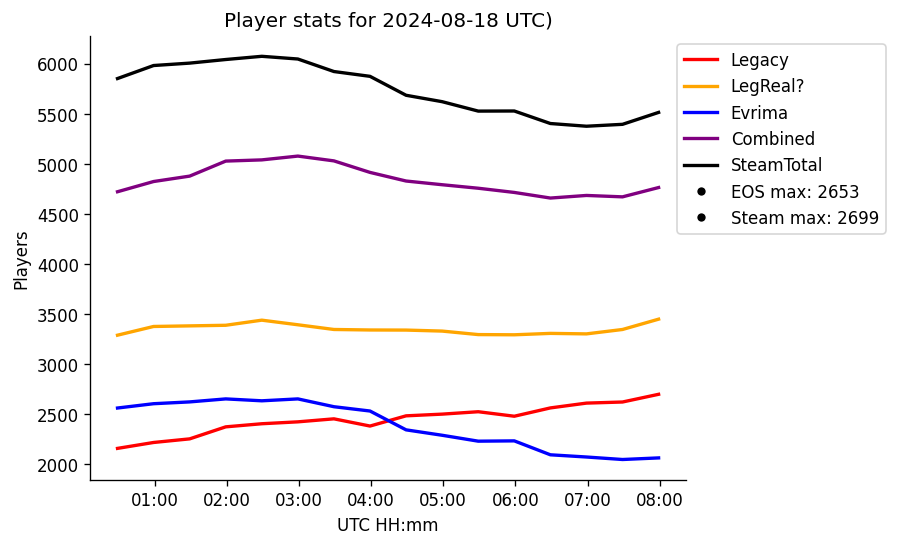 Player stats for 2024-08-18 UTC)
Legacy
LegReal?
Evrima
Combined
SteamTotal
EOS max: 2653
Steam max: 2699
Players
6000
5500
5000
4500
4000
3500
3000
2500
2000
01:00 02:00 03:00 04:00 05:00 06:00 07:00 08:00
UTC HH:mm